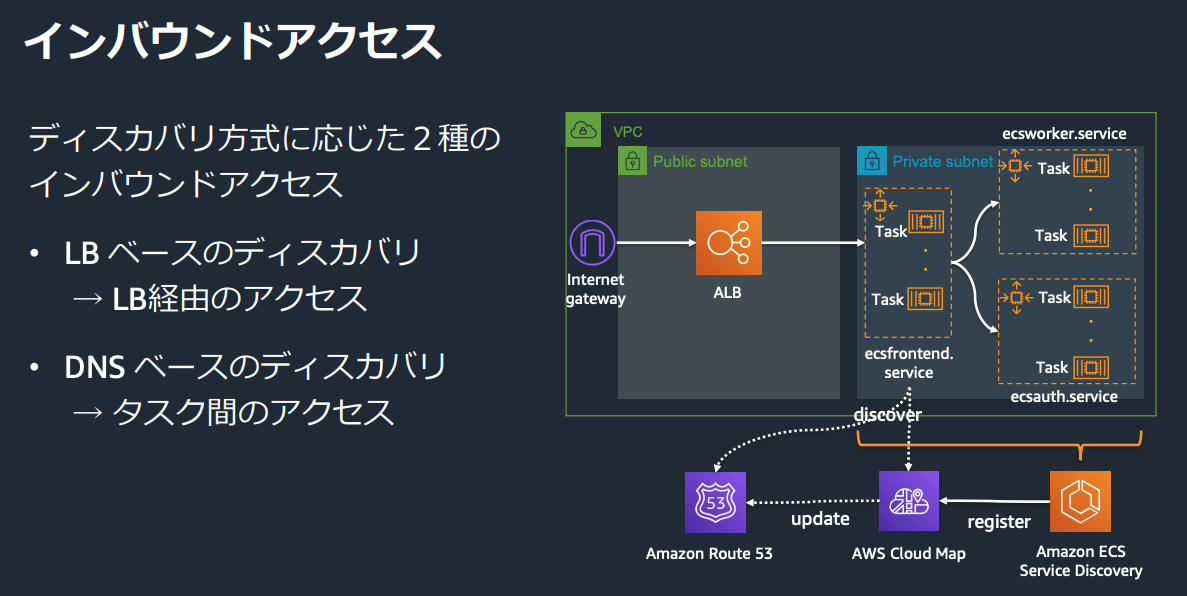 インバウンドアクセス
ディスカバリ方式に応じた２種の
インバウンドアクセス
• LB ベースのディスカバリ
→ LB経由のアクセス
• DNS ベースのディスカバリ
→ タスク間のアクセス
VPC
Public subnet
Private subnet
Internet
gateway
ALB
Task
Task
ecsfrontend.
service
ecsworker.service
Task
Task
Task
Task
ecsauth.service
discover
53
update
register
Amazon Route 53
AWS Cloud Map
Amazon ECS
Service Discovery